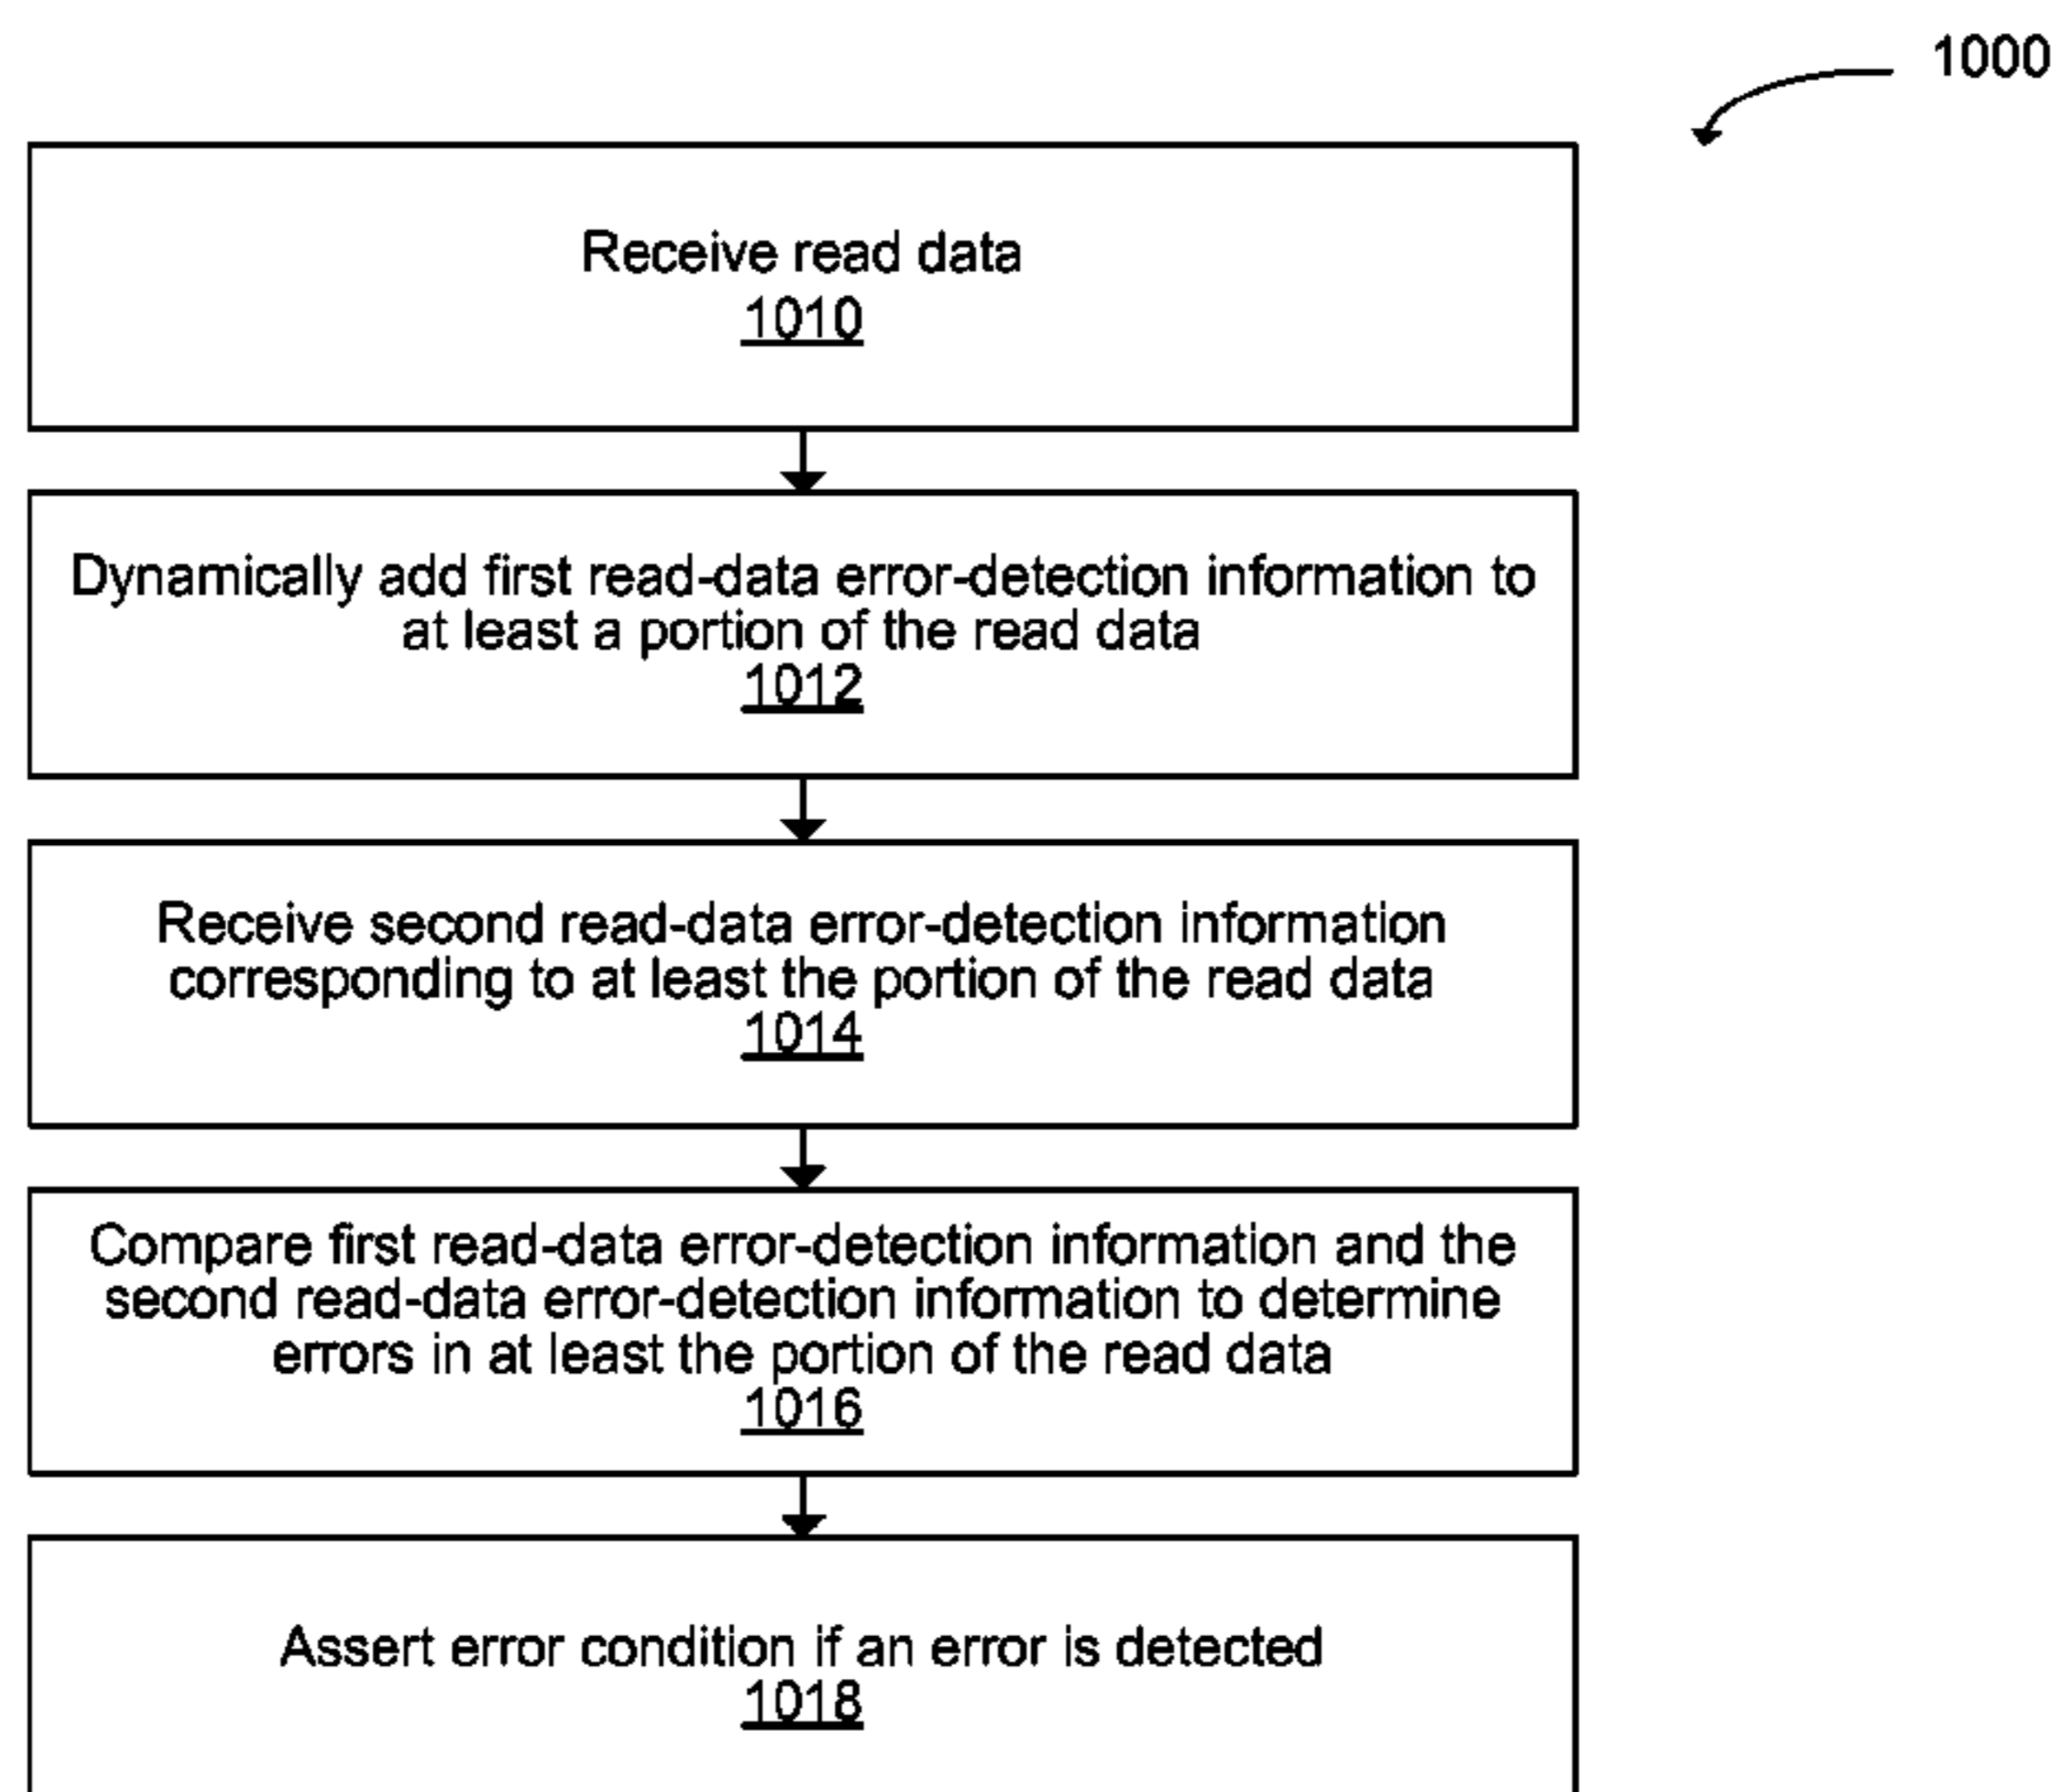 1000
Receive read data
1010
Dynamically add first read-data error-detection information to
at least a portion of the read data
1012
Receive second read-data error-detection information
corresponding to at least the portion of the read data
1014
Compare first read-data error-detection information and the
second read-data error-detection information to determine
errors in at least the portion of the read data
1016
Assert error condition if an error is detected
1018